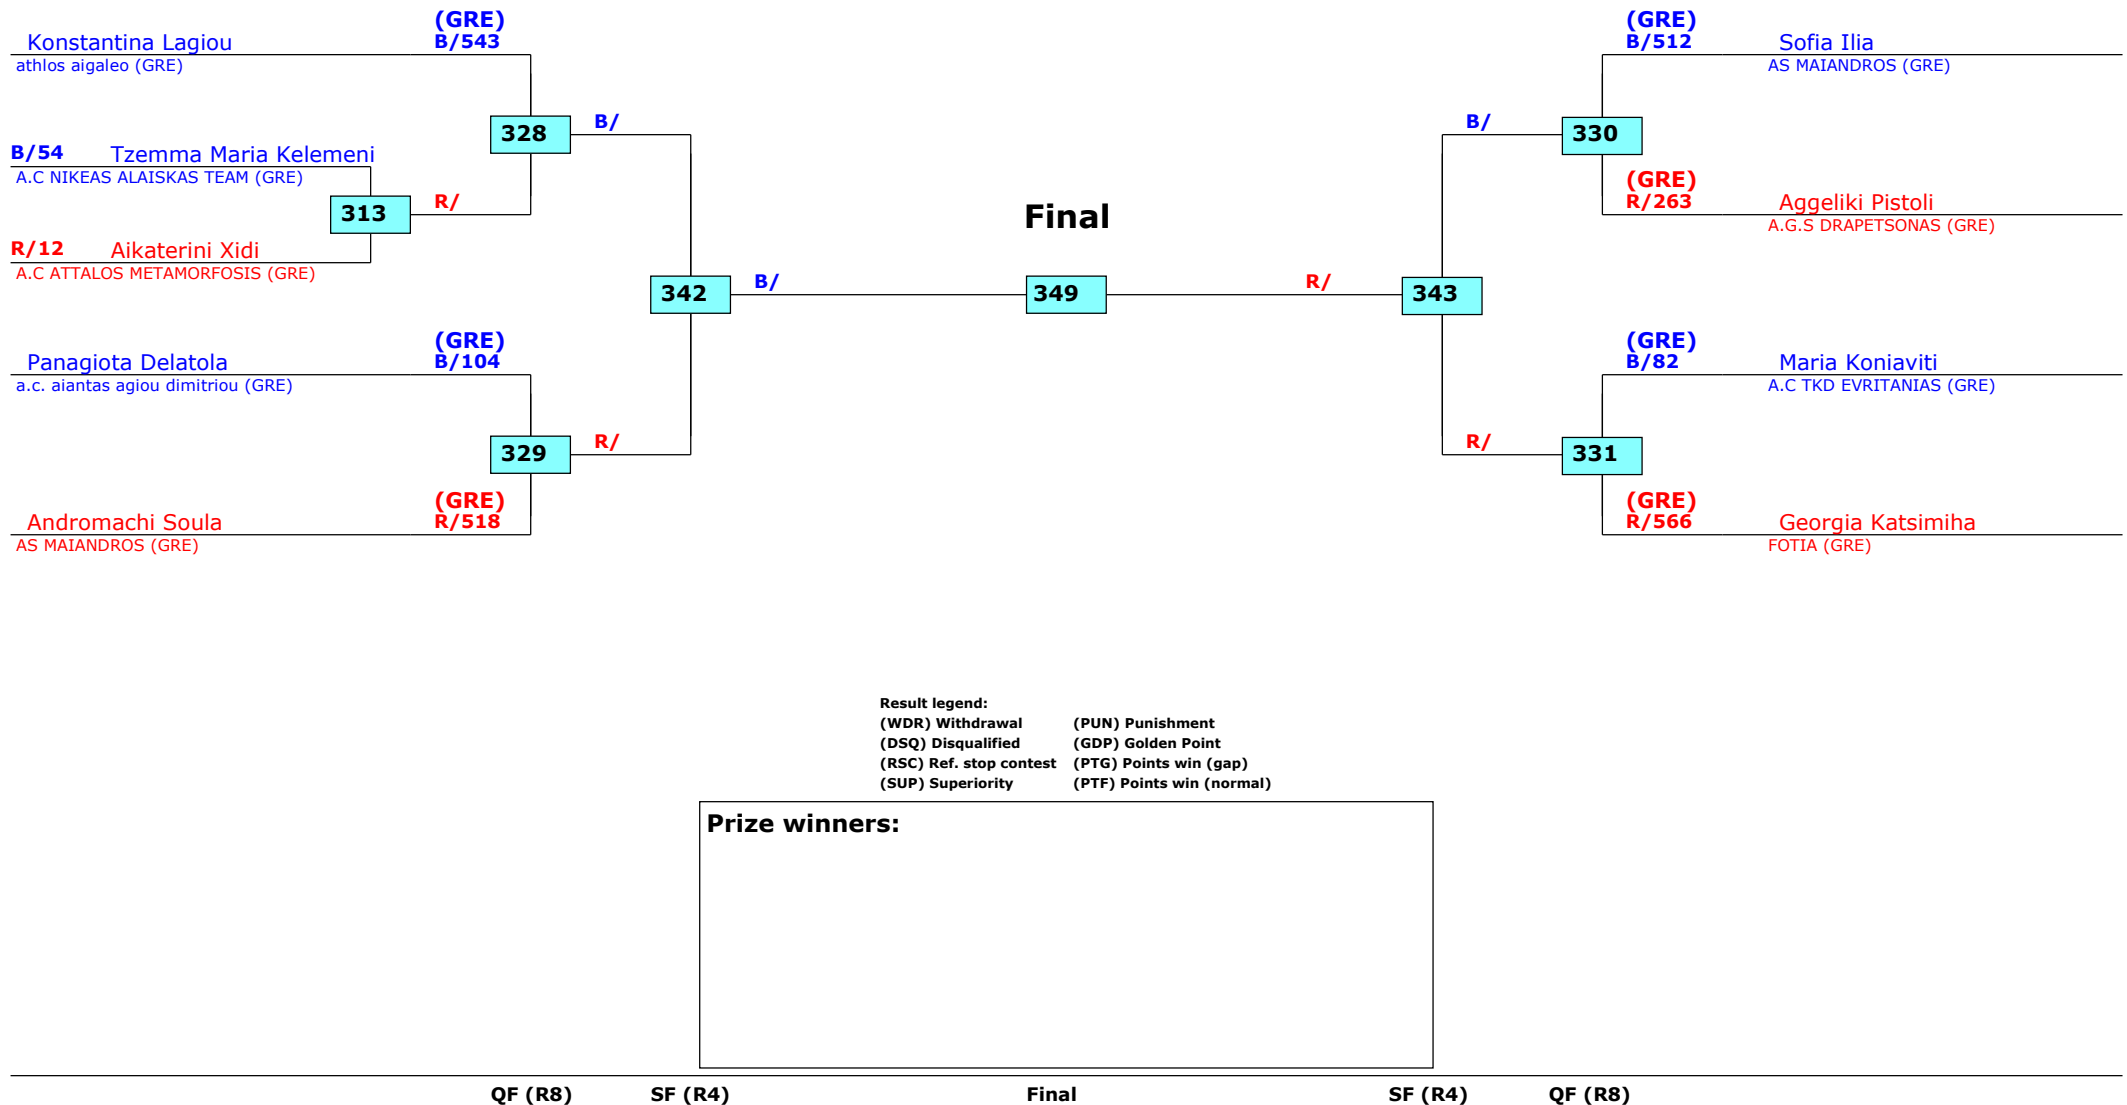 (GRE)
Konstantina Lagiou B/543
athlos aigaleo (GRE)
328
B/
B/54 Tzemma Maria Kelemeni
A.C NIKEAS ALAISKAS TEAM (GRE)
313
R/
R/12 Aikaterini Xidi
A.C ATTALOS METAMORFOSIS (GRE)
342
B/
(GRE)
Panagiota Delatola B/104
a.c. aiantas agiou dimitriou (GRE)
329
R/
(GRE)
Andromachi Soula R/518
AS MAIANDROS (GRE)
Final
349
(GRE)
B/512 Sofia Ilia
AS MAIANDROS (GRE)
B/
330
(GRE)
R/263 Aggeliki Pistoli
A.G.S DRAPETSONAS (GRE)
R/
343
(GRE)
B/82 Maria Koniaviti
A.C TKD EVRITANIAS (GRE)
R/
331
(GRE)
R/566 Georgia Katsimiha
FOTIA (GRE)
Result legend:
(WDR) Withdrawal (PUN) Punishment
(DSQ) Disqualified (GDP) Golden Point
(RSC) Ref. stop contest (PTG) Points win (gap)
(SUP) Superiority (PTF) Points win (normal)
Prize winners:
QF (R8) SF (R4) Final SF (R4) QF (R8)